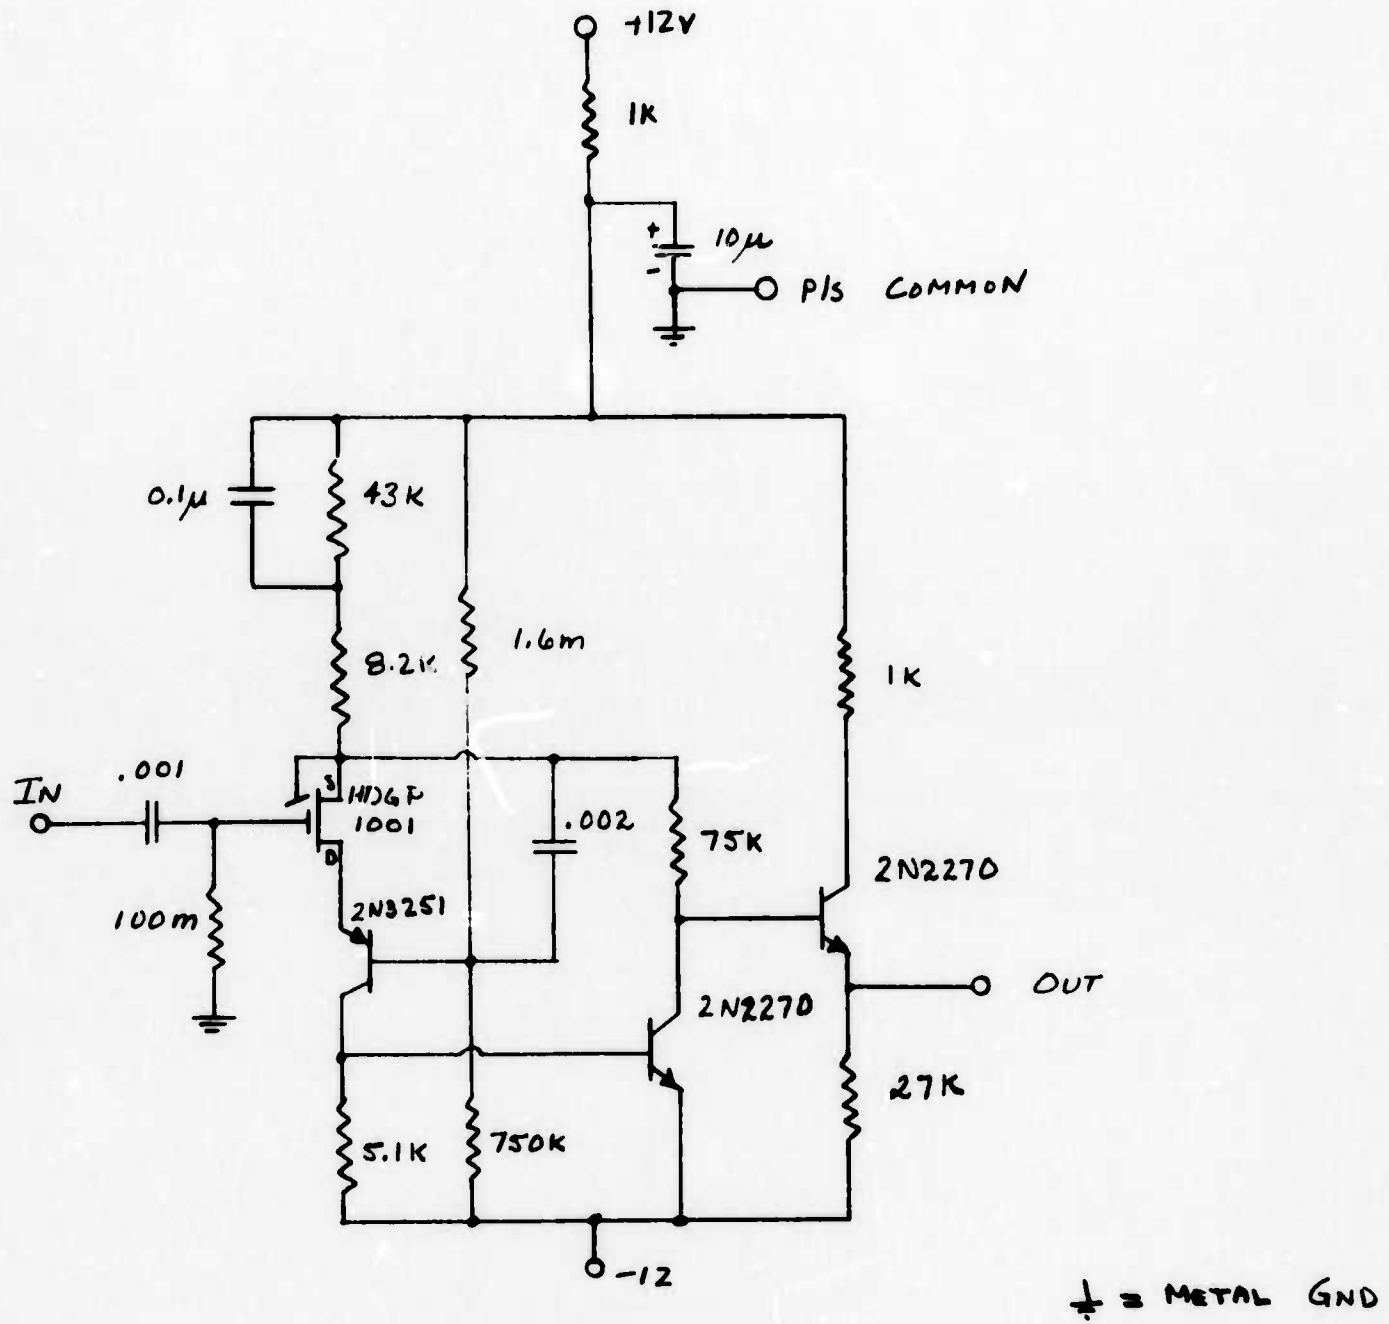 +12V
1K
+
10μ
-
P/S COMMON
0.1μ
43K
8.2K
1.6m
1K
.001
IN
S
1001
D
.002
75K
2N2270
2N3251
100m
OUT
2N2270
27K
5.1K
750K
-12
= METAL GND